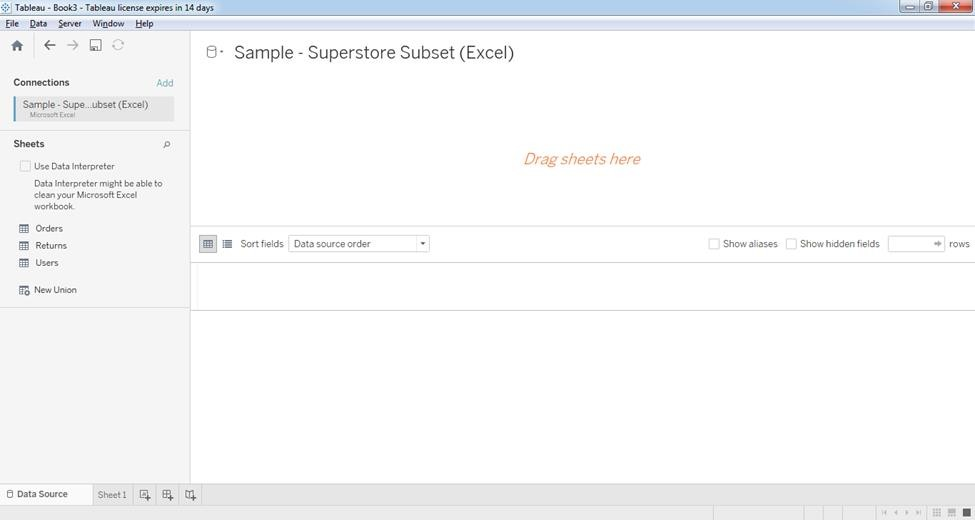 Tableau - Book3 - Tableau license expires in 14 days
File Data Server Window Help
Connections Add
Sample - Supe...ubset (Excel)
Microsoft Excel
Sheets
Use Data Interpreter
Data Interpreter might be able to
clean your Microsoft Excel
workbook.
Orders
Returns
Users
New Union
Sample - Superstore Subset (Excel)
Drag sheets here
Sort fields Data source order Show aliases Show hidden fields rows
Data Source Sheet 1